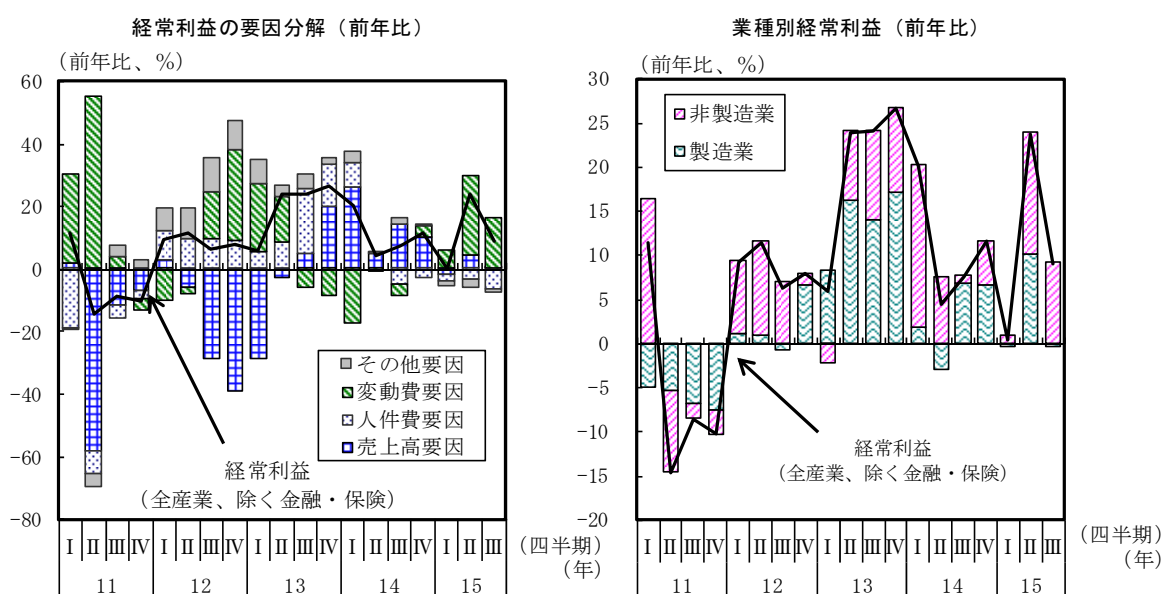 経常利益の要因分解（前年比）
（前年比、%）
60
40
20
0
−20
−40
−60
−80
その他要因
変動費要因
人件費要因
売上高要因
経常利益
（全産業、除く金融・保険）
Ⅰ Ⅱ Ⅲ Ⅳ Ⅰ Ⅱ Ⅲ Ⅳ Ⅰ Ⅱ Ⅲ Ⅳ Ⅰ Ⅱ Ⅲ Ⅳ Ⅰ Ⅱ Ⅲ （四半期）
11 12 13 14 15 （年）
業種別経常利益（前年比）
（前年比、%）
30
25
20
15
10
5
0
−5
−10
−15
−20
非製造業
製造業
経常利益
（全産業、除く金融・保険）
Ⅰ Ⅱ Ⅲ Ⅳ Ⅰ Ⅱ Ⅲ Ⅳ Ⅰ Ⅱ Ⅲ Ⅳ Ⅰ Ⅱ Ⅲ Ⅳ Ⅰ Ⅱ Ⅲ （四半期）
11 12 13 14 15 （年）